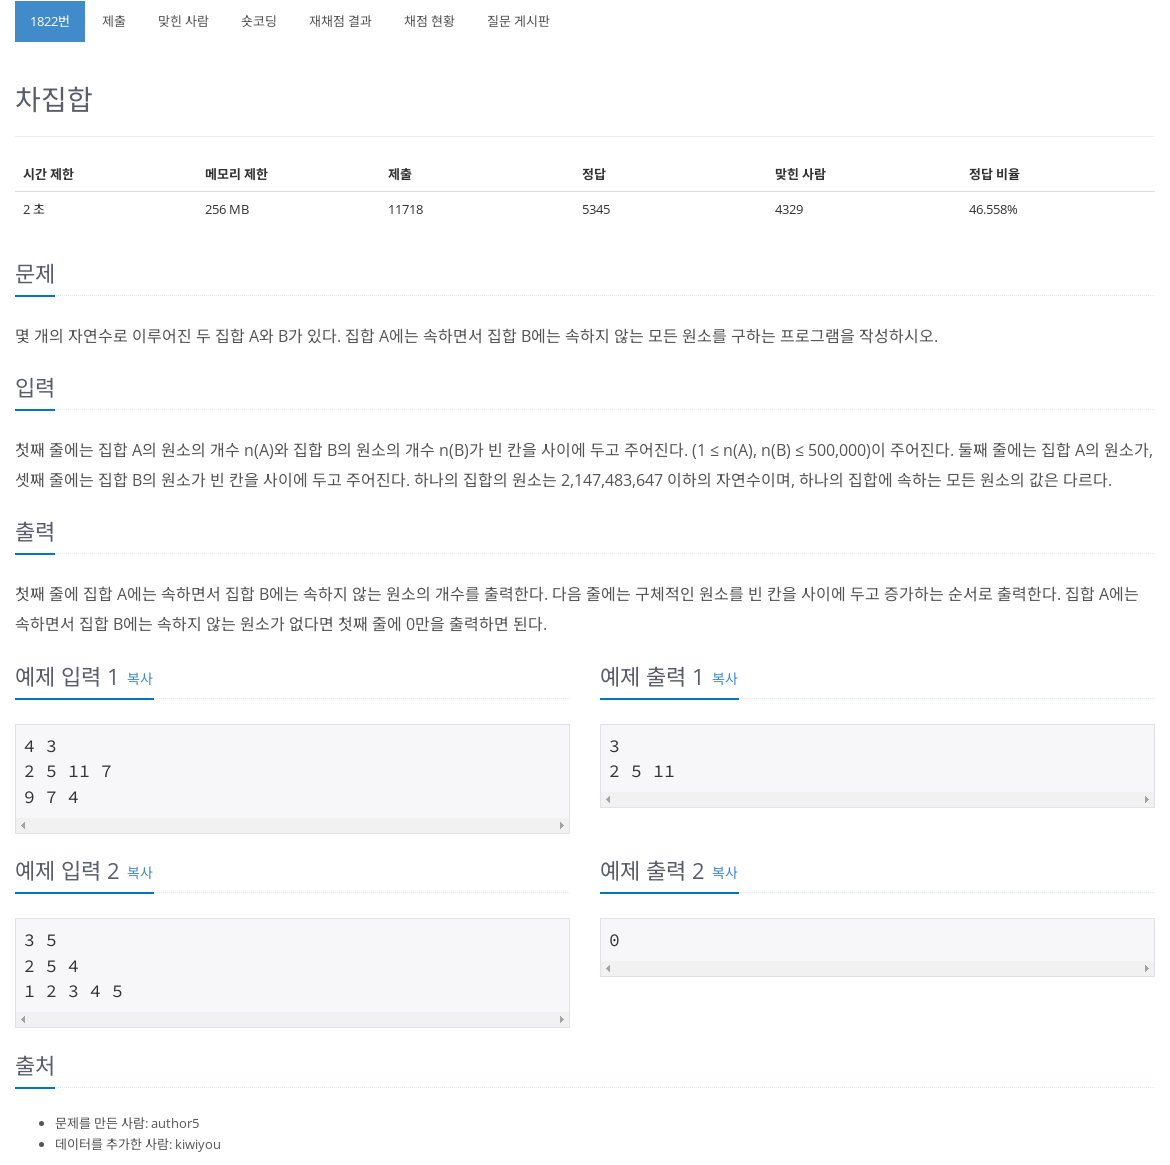 1822번 제출 맞힌 사람 숏코딩 재채점 결과 채점 현황 질문 게시판
차집합
시간 제한 메모리 제한 제출 정답 맞힌 사람 정답 비율
2 초 256 MB 11718 5345 4329 46.558%
문제
몇 개의 자연수로 이루어진 두 집합 A와 B가 있다. 집합 A에는 속하면서 집합 B에는 속하지 않는 모든 원소를 구하는 프로그램을 작성하시오.
입력
첫째 줄에는 집합 A의 원소의 개수 n(A)와 집합 B의 원소의 개수 n(B)가 빈 칸을 사이에 두고 주어진다. (1 ≤ n(A), n(B) ≤ 500,000)이 주어진다. 둘째 줄에는 집합 A의 원소가,
셋째 줄에는 집합 B의 원소가 빈 칸을 사이에 두고 주어진다. 하나의 집합의 원소는 2,147,483,647 이하의 자연수이며, 하나의 집합에 속하는 모든 원소의 값은 다르다.
출력
첫째 줄에 집합 A에는 속하면서 집합 B에는 속하지 않는 원소의 개수를 출력한다. 다음 줄에는 구체적인 원소를 빈 칸을 사이에 두고 증가하는 순서로 출력한다. 집합 A에는
속하면서 집합 B에는 속하지 않는 원소가 없다면 첫째 줄에 0만을 출력하면 된다.
예제 입력 1 복사
4 3
2 5 11 7
9 7 4
예제 출력 1 복사
3
2 5 11
예제 입력 2 복사
3 5
2 5 4
1 2 3 4 5
예제 출력 2 복사
0
출처
문제를 만든 사람: author5
데이터를 추가한 사람: kiwiyou